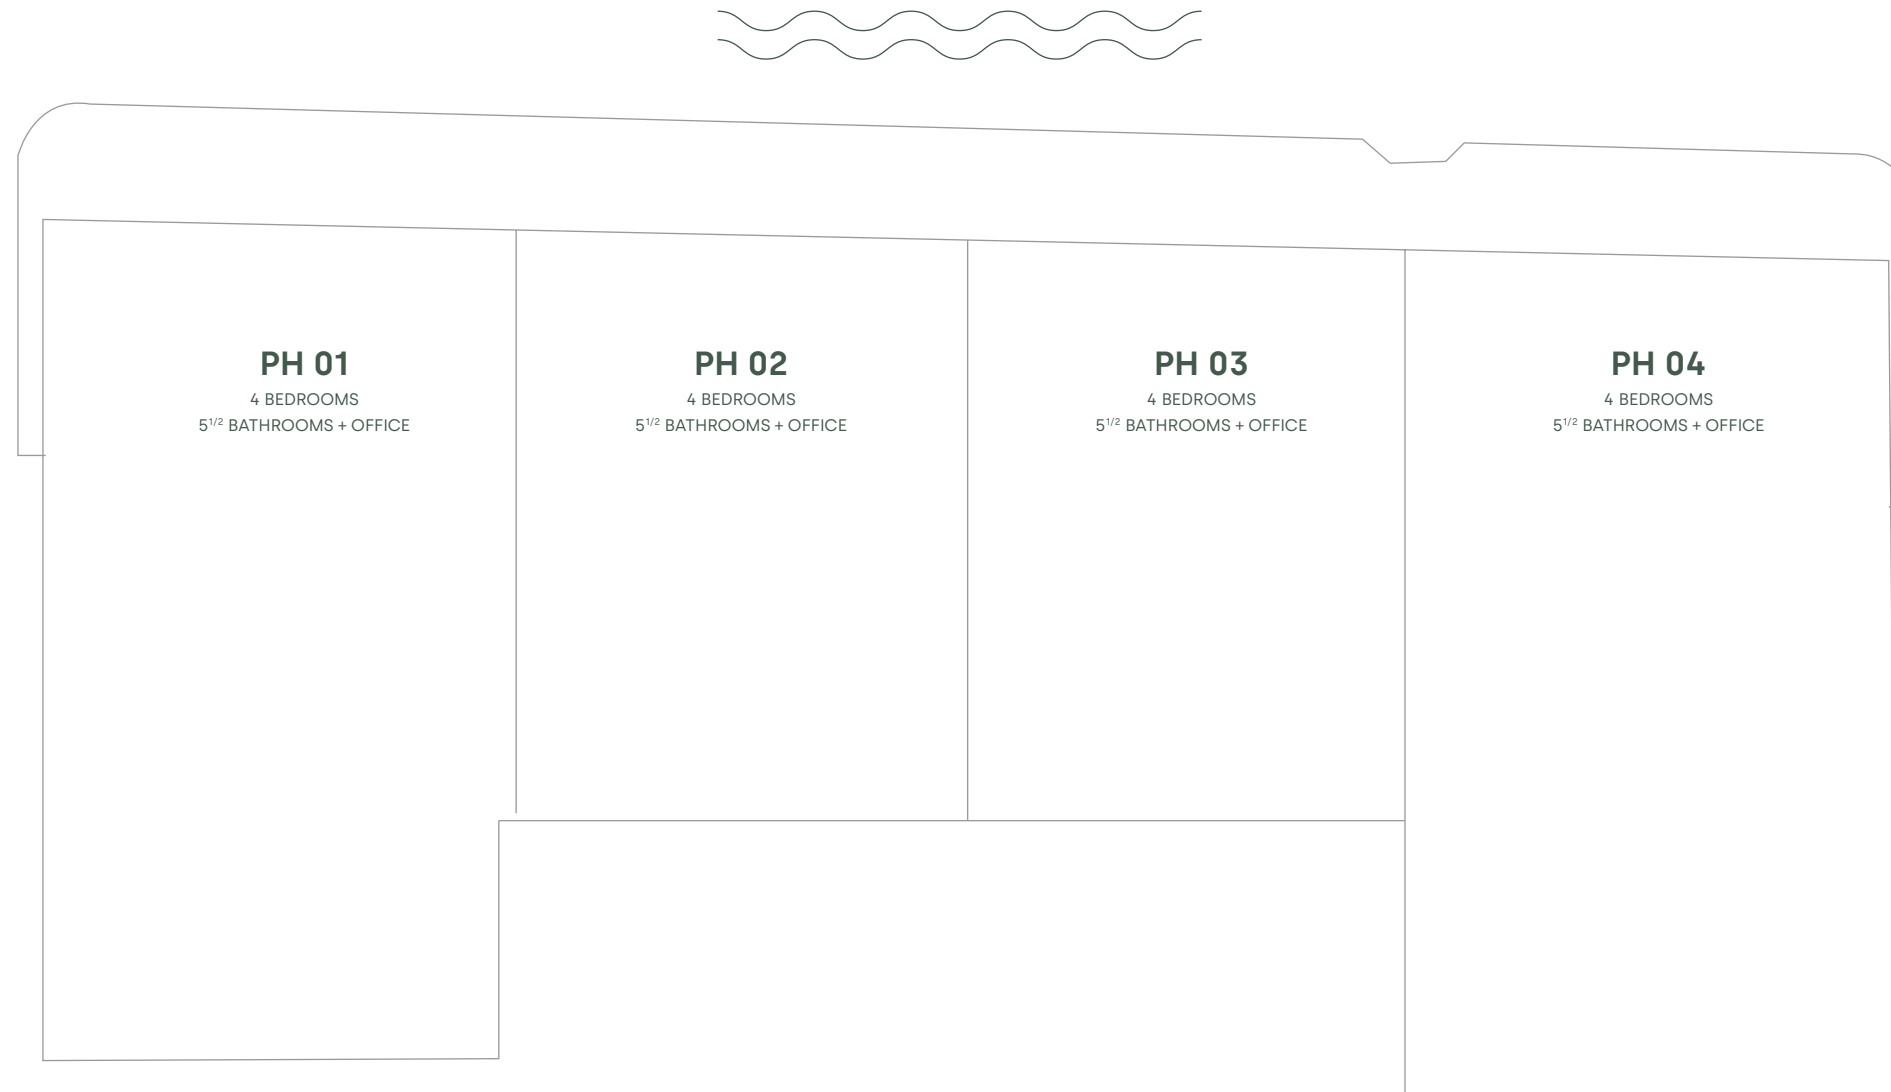 PH 01
4 BEDROOMS
5 1/2 BATHROOMS + OFFICE
PH 02
4 BEDROOMS
5 1/2 BATHROOMS + OFFICE
PH 03
4 BEDROOMS
5 1/2 BATHROOMS + OFFICE
PH 04
4 BEDROOMS
5 1/2 BATHROOMS + OFFICE